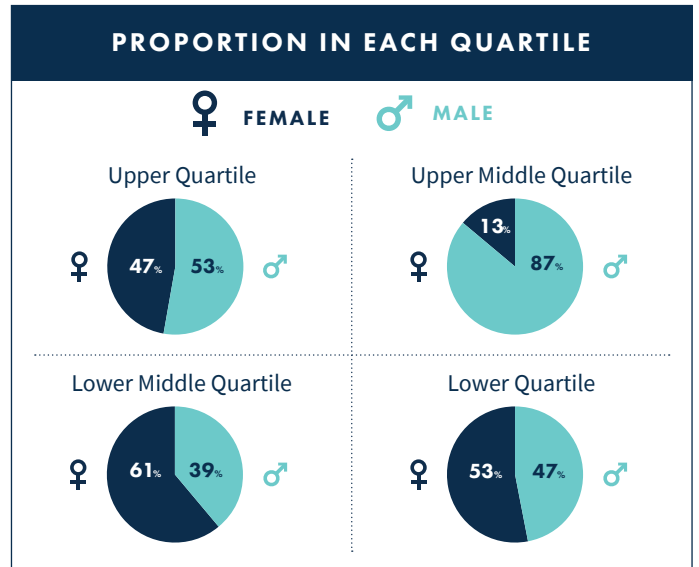 PROPORTION IN EACH QUARTILE
FEMALE MALE
Upper Quartile
47% 53%
Upper Middle Quartile
13%
87%
Lower Middle Quartile
61% 39%
Lower Quartile
53% 47%